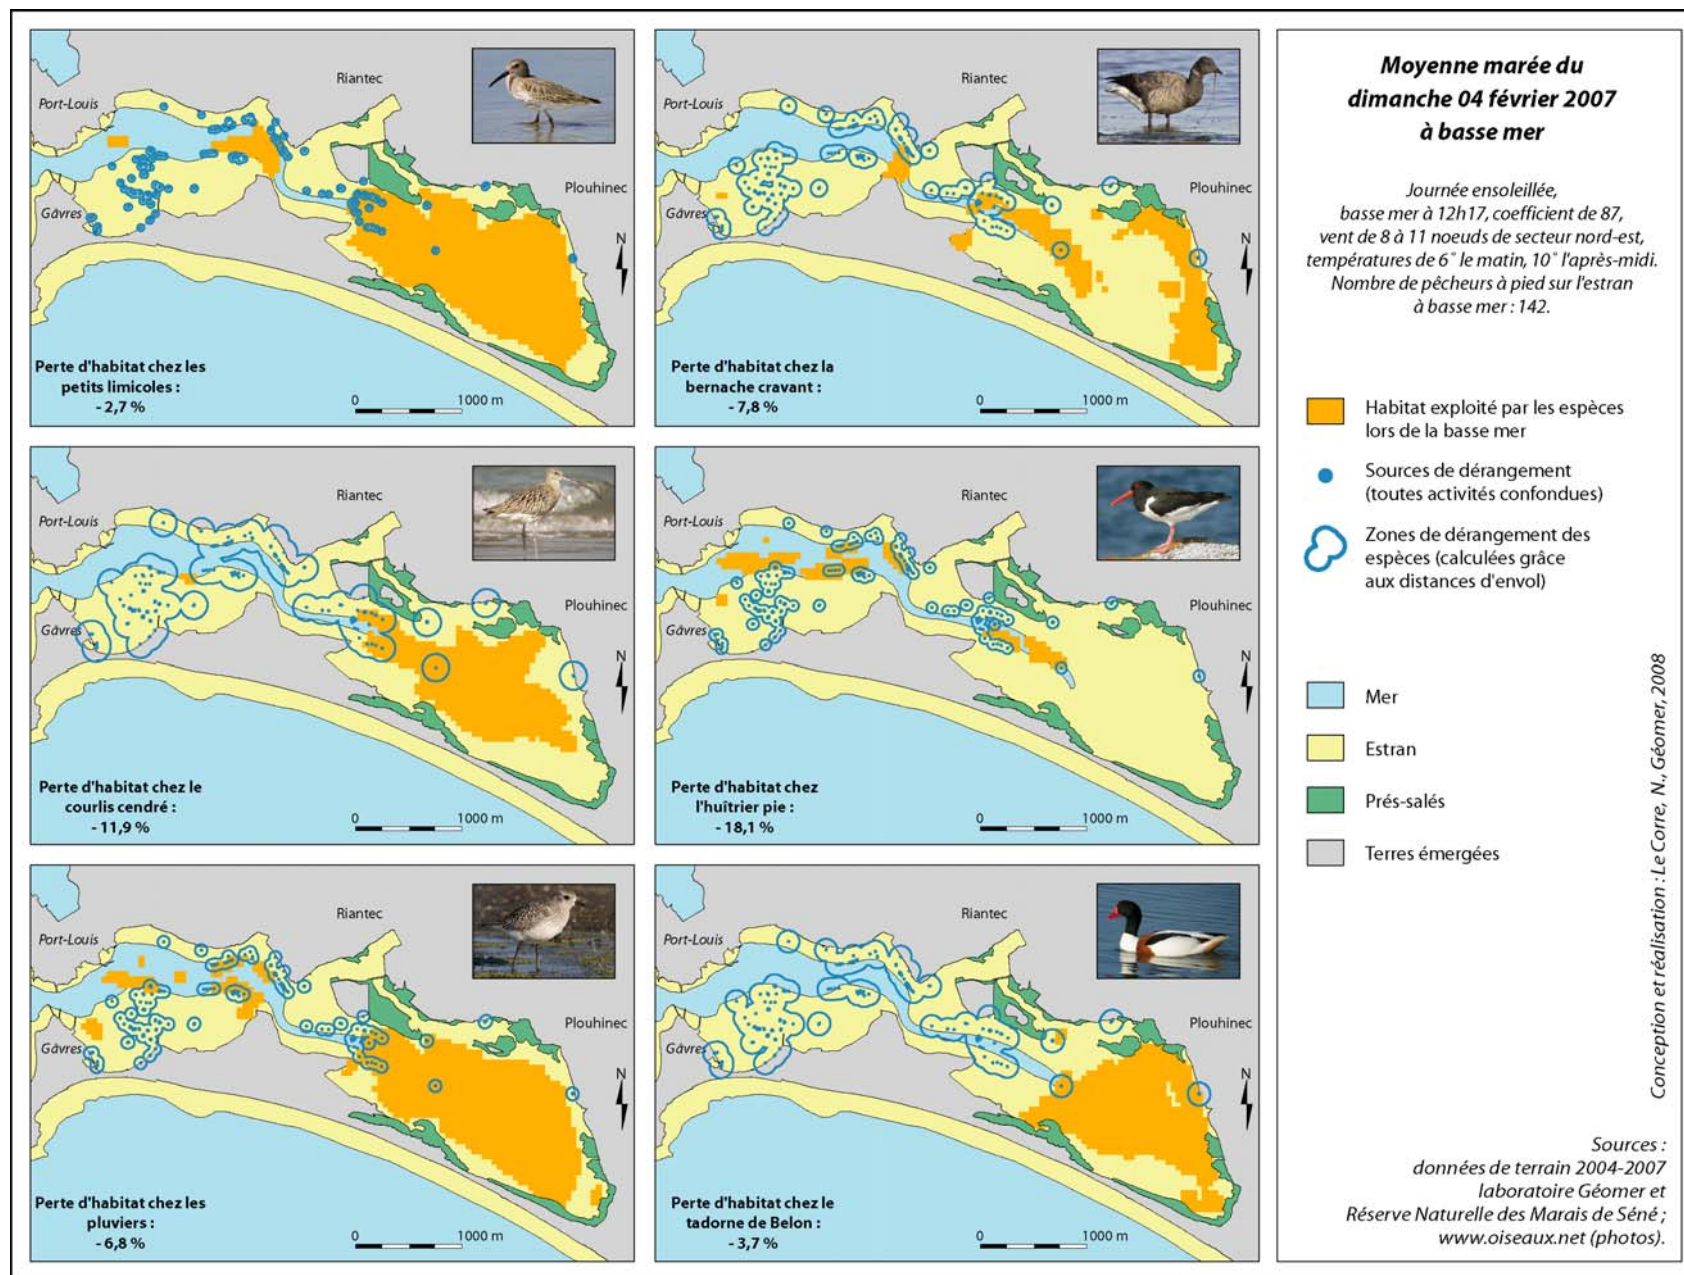 Riantec
Port-Louis
Plouhinec
Gâvres
N
Perte d'habitat chez les
petits limicoles :
- 2,7 %
0 1000 m
Riantec
Port-Louis
Plouhinec
Gâvres
N
Perte d'habitat chez la
bernache cravant :
- 7,8 %
0 1000 m
Riantec
Port-Louis
Plouhinec
Gâvres
N
Perte d'habitat chez le
courlis cendré :
- 11,9 %
0 1000 m
Riantec
Port-Louis
Plouhinec
Gâvres
N
Perte d'habitat chez
l'huîtrier pie :
- 18,1 %
0 1000 m
Riantec
Port-Louis
Plouhinec
Gâvres
N
Perte d'habitat chez les
pluviers :
- 6,8 %
0 1000 m
Riantec
Port-Louis
Plouhinec
Gâvres
N
Perte d'habitat chez le
tadorne de Belon :
- 3,7 %
0 1000 m
Moyenne marée du
dimanche 04 février 2007
à basse mer
Journée ensoleillée,
basse mer à 12h17, coefficient de 87,
vent de 8 à 11 noeuds de secteur nord-est,
températures de 6˚ le matin, 10˚ l'après-midi.
Nombre de pêcheurs à pied sur l'estran
à basse mer : 142.
Habitat exploité par les espèces
lors de la basse mer
Sources de dérangement
(toutes activités confondues)
Zones de dérangement des
espèces (calculées grâce
aux distances d'envol)
Mer
Estran
Prés-salés
Terres émergées
Conception et réalisation : Le Corre, N., Géomer, 2008
Sources :
données de terrain 2004-2007
laboratoire Géomer et
Réserve Naturelle des Marais de Séné ;
www.oiseaux.net (photos).